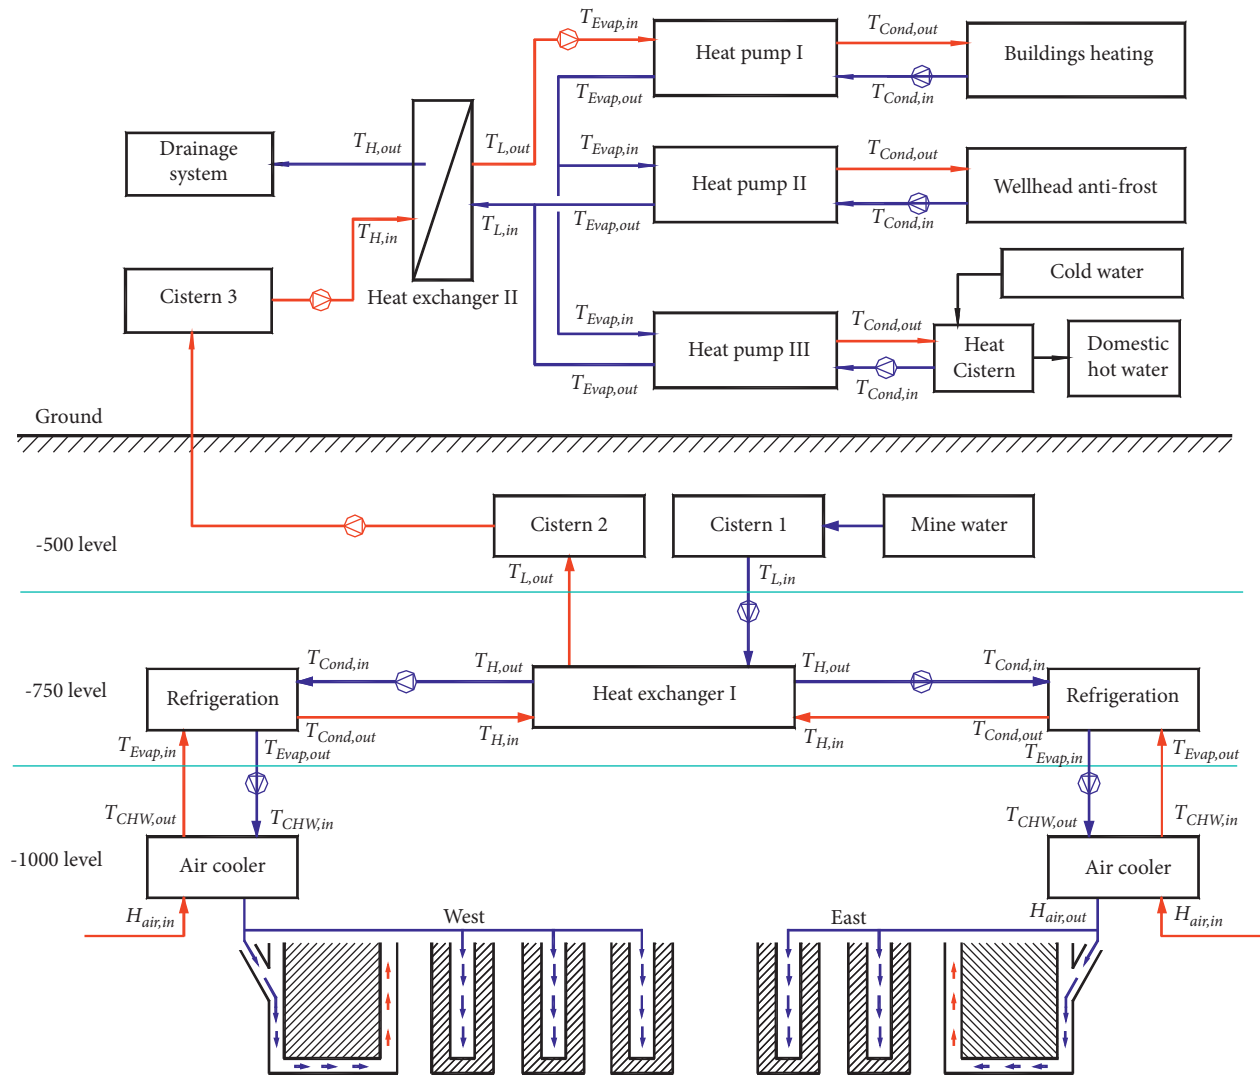 T_Evap,in
T_Cond,out
Heat pump I
Buildings heating
T_Evap,out
T_Cond,in
Drainage
system
T_H,out
T_L,out
T_Evap,in
T_Cond,out
Heat pump II
Wellhead anti-frost
T_H,in
T_L,in
T_Evap,out
T_Cond,in
Cistern 3
Heat exchanger II
Cold water
T_Evap,in
T_Cond,out
Heat pump III
Heat
Cistern
Domestic
hot water
T_Evap,out
T_Cond,in
Ground
Cistern 2
Cistern 1
Mine water
-500 level
T_L,out
T_L,in
T_Cond,in
T_H,out
T_H,out
T_Cond,in
-750 level
Refrigeration
Heat exchanger I
Refrigeration
T_Cond,out
T_H,in
T_H,in
T_Cond,out
T_Evap,in
T_Evap,out
T_Evap,in
T_Evap,out
T_CHW,out
T_CHW,in
T_CHW,out
T_CHW,in
-1000 level
Air cooler
Air cooler
H_air,in
West
East
H_air,out
H_air,in